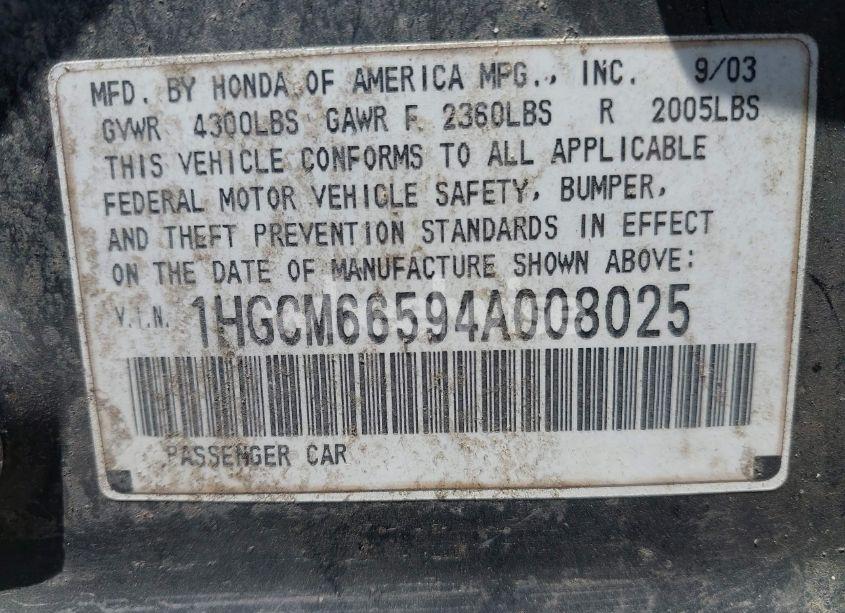 MFD. BY HONDA OF AMERICA MFG., INC. 9/03
GVWR 4300LBS GAWR F 2360LBS R 2005LBS
THIS VEHICLE CONFORMS TO ALL APPLICABLE
FEDERAL MOTOR VEHICLE SAFETY, BUMPER,
AND THEFT PREVENTION STANDARDS IN EFFECT
ON THE DATE OF MANUFACTURE SHOWN ABOVE:
V.I.N. 1HGCM66594A008025
PASSENGER CAR